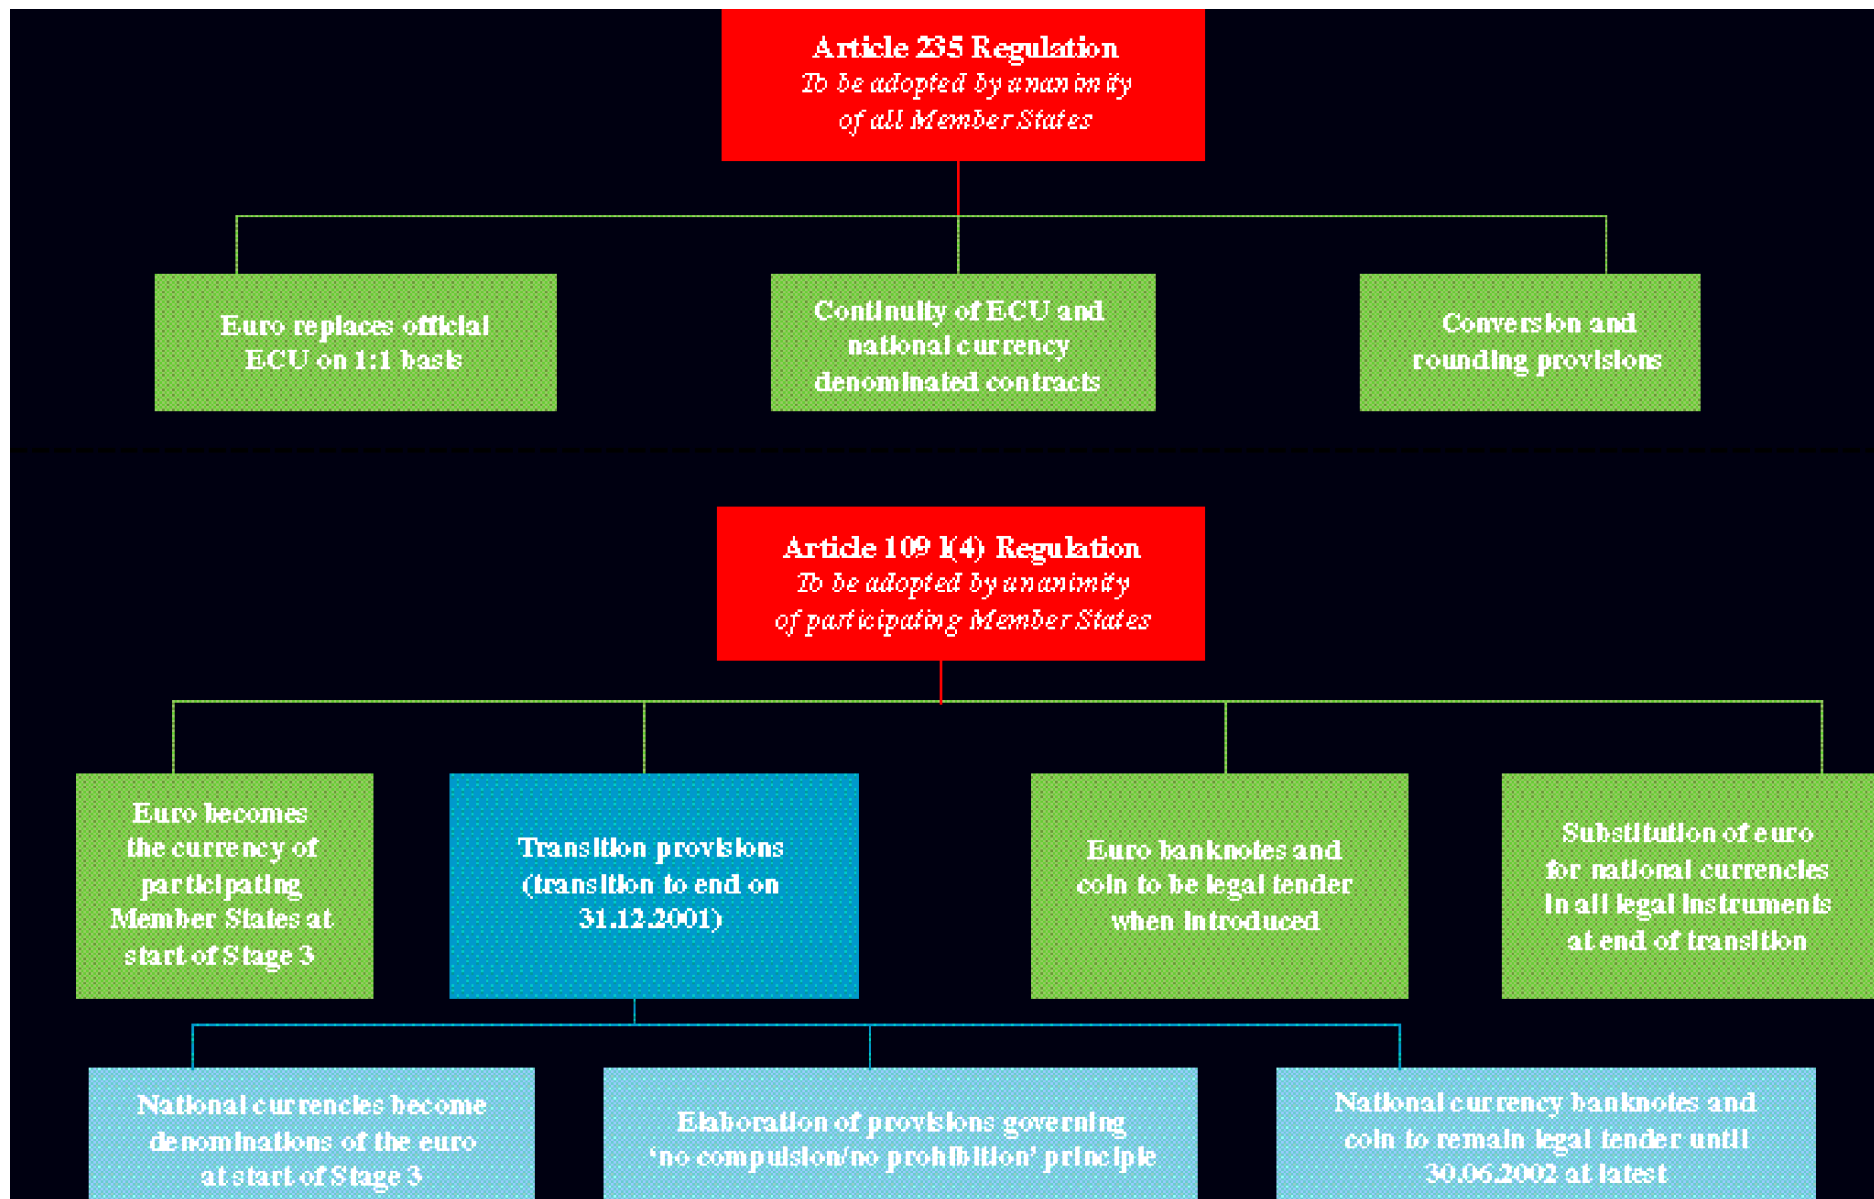 Article 235 Regulation
To be adopted by unanimity
of all Member States
Euro replaces official
ECU on 1:1 basis
Continuity of ECU and
national currency
denominated contracts
Conversion and
rounding provisions
Article 109 l(4) Regulation
To be adopted by unanimity
of participating Member States
Euro becomes
the currency of
participating
Member States at
start of Stage 3
Transition provisions
(transition to end on
31.12.2001)
Euro banknotes and
coin to be legal tender
when introduced
Substitution of euro
for national currencies
in all legal instruments
at end of transition
National currencies become
denominations of the euro
at start of Stage 3
Elaboration of provisions governing
‘no compulsion/no prohibition’ principle
National currency banknotes and
coin to remain legal tender until
30.06.2002 at latest